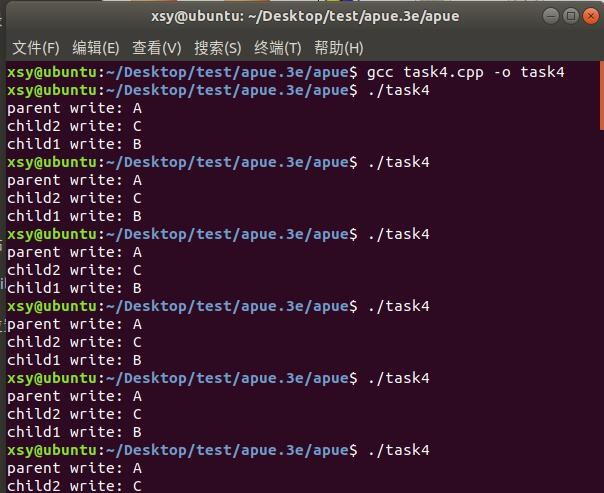 xsy@ubuntu: ~/Desktop/test/apue.3e/apue
文件(F) 编辑(E) 查看(V) 搜索(S) 终端(T) 帮助(H)
xsy@ubuntu:~/Desktop/test/apue.3e/apue$ gcc task4.cpp -o task4
xsy@ubuntu:~/Desktop/test/apue.3e/apue$ ./task4
parent write: A
child2 write: C
child1 write: B
xsy@ubuntu:~/Desktop/test/apue.3e/apue$ ./task4
parent write: A
child2 write: C
child1 write: B
xsy@ubuntu:~/Desktop/test/apue.3e/apue$ ./task4
parent write: A
child2 write: C
child1 write: B
xsy@ubuntu:~/Desktop/test/apue.3e/apue$ ./task4
parent write: A
child2 write: C
child1 write: B
xsy@ubuntu:~/Desktop/test/apue.3e/apue$ ./task4
parent write: A
child2 write: C
child1 write: B
xsy@ubuntu:~/Desktop/test/apue.3e/apue$ ./task4
parent write: A
child2 write: C